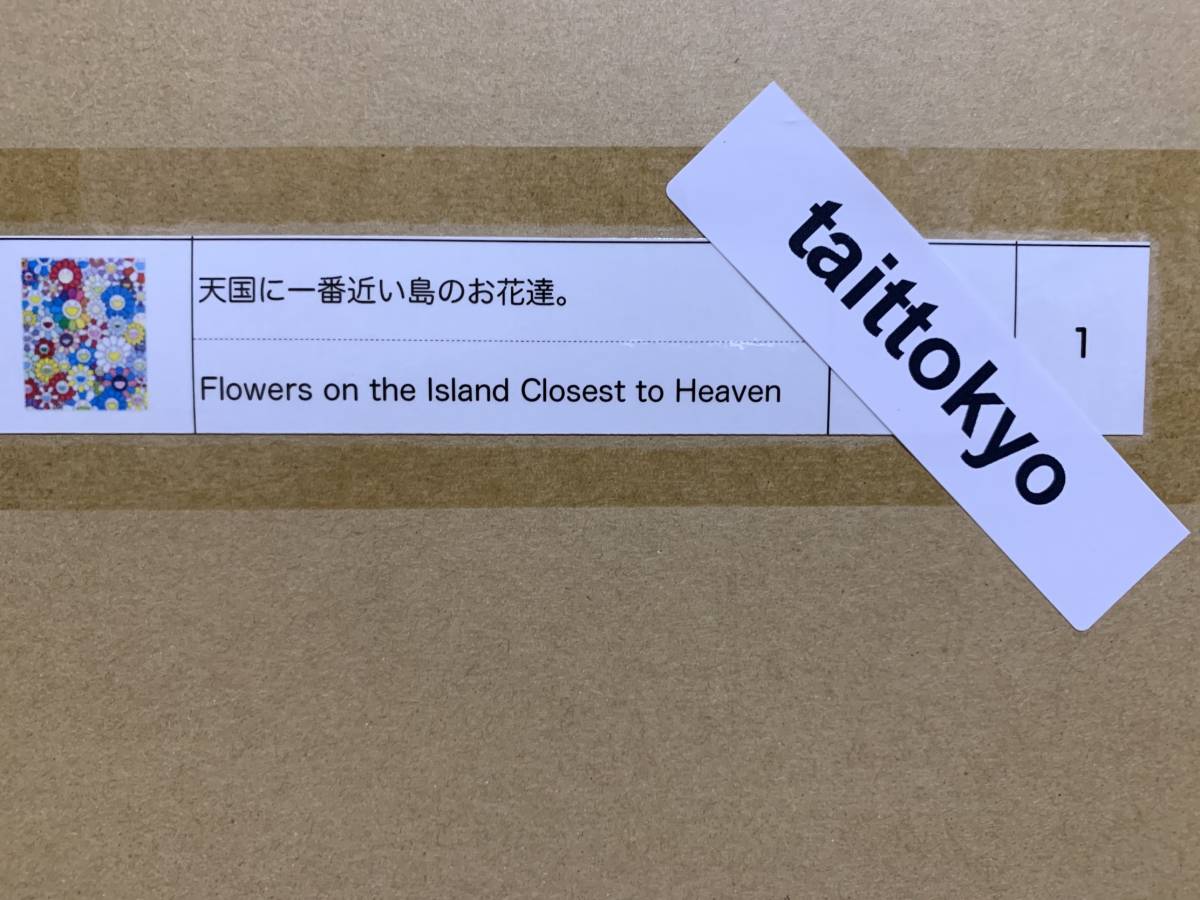 天国に一番近い島のお花達。
Flowers on the Island Closest to Heaven
1
taittokyo